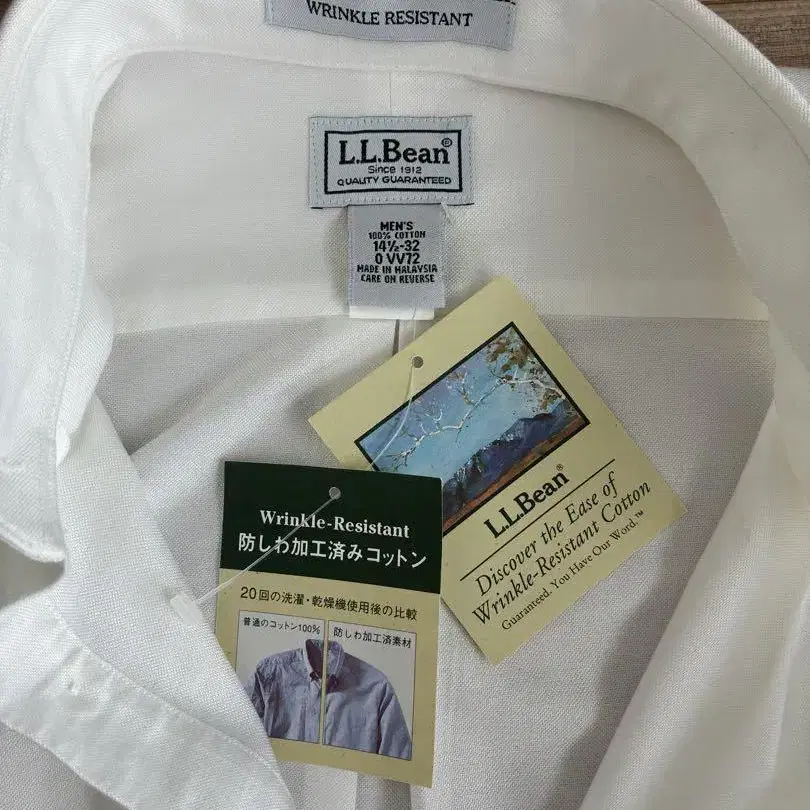 WRINKLE RESISTANT
L.L.Bean®
Since 1912
QUALITY GUARANTEED
MEN'S
100% COTTON
14½-32
0 VV72
MADE IN MALAYSIA
CARE ON REVERSE
L.L.Bean®
Discover the Ease of
Wrinkle-Resistant Cotton
Guaranteed. You Have Our Word.™
Wrinkle-Resistant
防しわ加工済みコットン
20回の洗濯・乾燥機使用後の比較
普通のコットン100%
防しわ加工済素材